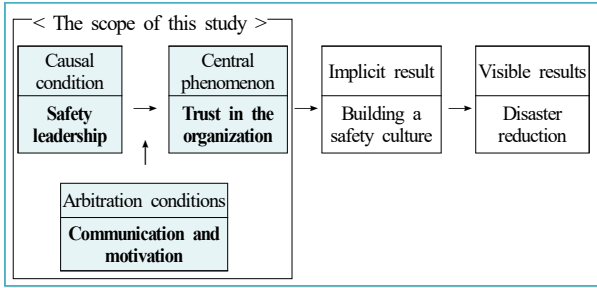 < The scope of this study >
Causal
condition
Safety
leadership
Central
phenomenon
Trust in the
organization
Implicit result
Building a
safety culture
Visible results
Disaster
reduction
Arbitration conditions
Communication and
motivation